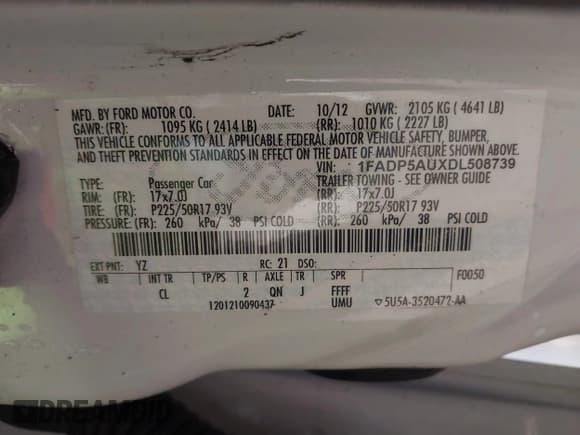 MFD. BY FORD MOTOR CO. DATE: 10/12 GVWR: 2105 KG ( 4641 LB)
GAWR: (FR): 1095 KG ( 2414 LB) (RR): 1010 KG ( 2227 LB)
THIS VEHICLE CONFORMS TO ALL APPLICABLE FEDERAL MOTOR VEHICLE SAFETY, BUMPER,
AND THEFT PREVENTION STANDARDS IN EFFECT ON THE DATE OF MANUFACTURE SHOWN ABOVE.
VIN: 1FADP5AUXDL508739
TYPE: Passenger Car TRAILER TOWING - SEE OWNER GUIDE
RIM: (FR): 17x7.0J (RR): 17x7.0J
TIRE: (FR): P225/50R17 93V (RR): P225/50R17 93V
PRESSURE: (FR): 260 kPa/ 38 PSI COLD (RR): 260 kPa/ 38 PSI COLD
EXT PNT: YZ RC: 21 DSO:
WB INT TR TP/PS R AXLE TR SPR F0050
CL 2 QN J FFFF
1201210090437 UMU ▽5U5A-3520472-AA
DREAMBID